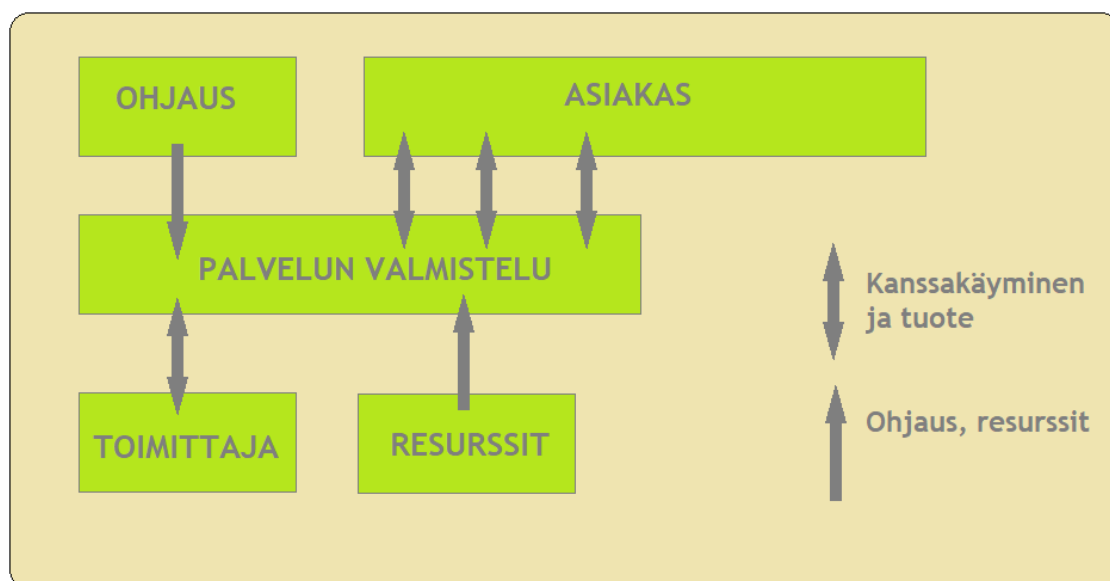 OHJAUS
ASIAKAS
PALVELUN VALMISTELU
Kanssakäyminen
ja tuote
Ohjaus, resurssit
TOIMITTAJA
RESURSSIT